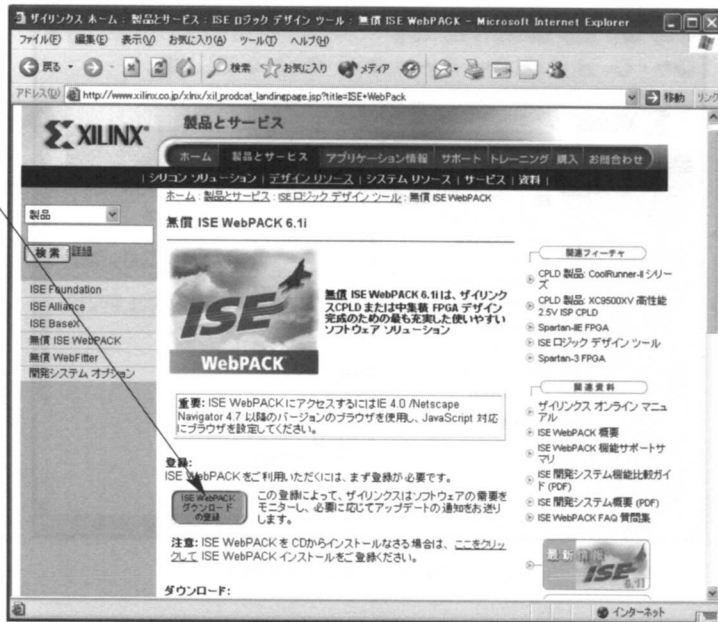 ザイリンクス ホーム : 製品とサービス : ISE ロジック デザイン ツール : 無償 ISE WebPACK - Microsoft Internet Explorer
ファイル(F) 編集(E) 表示(V) お気に入り(A) ツール(T) ヘルプ(H)
戻る 検索 お気に入り メディア
アドレス(D) http://www.xilinx.co.jp/xlnx/xil_prodcat_landingpage.jsp?title=ISE+WebPack 移動 リンク
XILINX® 製品とサービス
ホーム 製品とサービス アプリケーション情報 サポート トレーニング 購入 お問合わせ
| シリコン ソリューション | デザイン リソース | システム リソース | サービス | 資料 |
ホーム : 製品とサービス : ISE ロジック デザイン ツール : 無償 ISE WebPACK
製品
検索 詳細
ISE Foundation
ISE Alliance
ISE BaseX
無償 ISE WebPACK
無償 WebFitter
開発システム オプション
無償 ISE WebPACK 6.1i
ISE
WebPACK
無償 ISE WebPACK 6.1i は、ザイリンク
スCPLD または中集積 FPGA デザイン
完成のための最も充実した使いやすい
ソフトウェア ソリューション
重要: ISE WebPACK にアクセスするにはIE 4.0 /Netscape
Navigator 4.7 以降のバージョンのブラウザを使用し、JavaScript 対応
にブラウザを設定してください。
登録:
ISE WebPACK をご利用いただくには、まず登録が必要です。
ISE WebPACK
ダウンロード
の登録
この登録によって、ザイリンクスはソフトウェアの需要を
モニターし、必要に応じてアップデートの通知をお送り
します。
注意: ISE WebPACK を CDからインストールなさる場合は、ここをクリッ
クして ISE WebPACK インストールをご登録ください。
ダウンロード:
関連フィーチャ
CPLD 製品: CoolRunner-II シリー
ズ
CPLD 製品: XC9500XV 高性能
2.5V ISP CPLD
Spartan-IIE FPGA
ISE ロジック デザイン ツール
Spartan-3 FPGA
関連資料
ザイリンクス オンライン マニュ
アル
ISE WebPACK 概要
ISE WebPACK 機能サポートサ
マリ
ISE 開発システム機能比較ガイ
ド (PDF)
ISE 開発システム概要 (PDF)
ISE WebPACK FAQ 質問集
最新情報
ISE
6.1i
インターネット